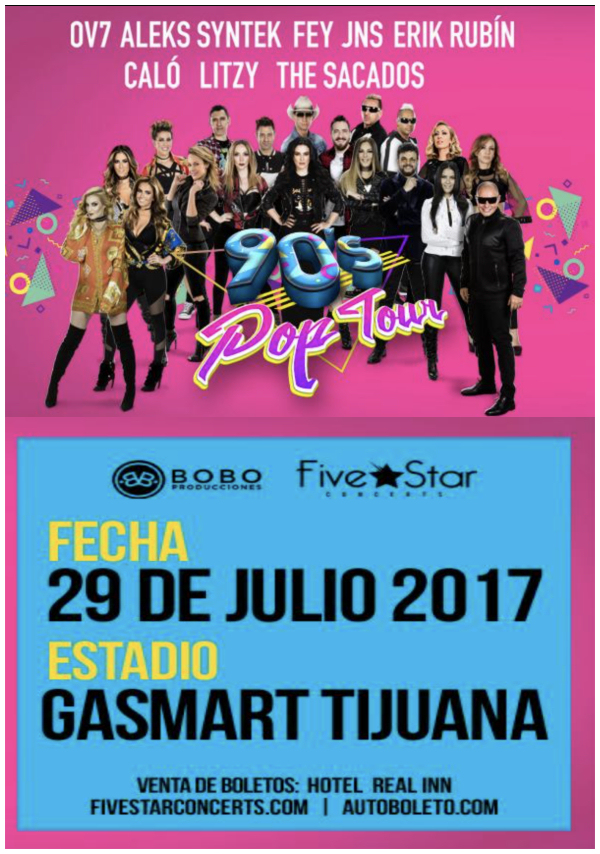 OV7 ALEKS SYNTEK FEY JNS ERIK RUBÍN
CALÓ LITZY THE SACADOS
90's
Pop Tour
BOBO
PRODUCCIONES
Five Star
CONCERTS
FECHA
29 DE JULIO 2017
ESTADIO
GASMART TIJUANA
VENTA DE BOLETOS: HOTEL REAL INN
FIVESTARCONCERTS.COM | AUTOBOLETO.COM